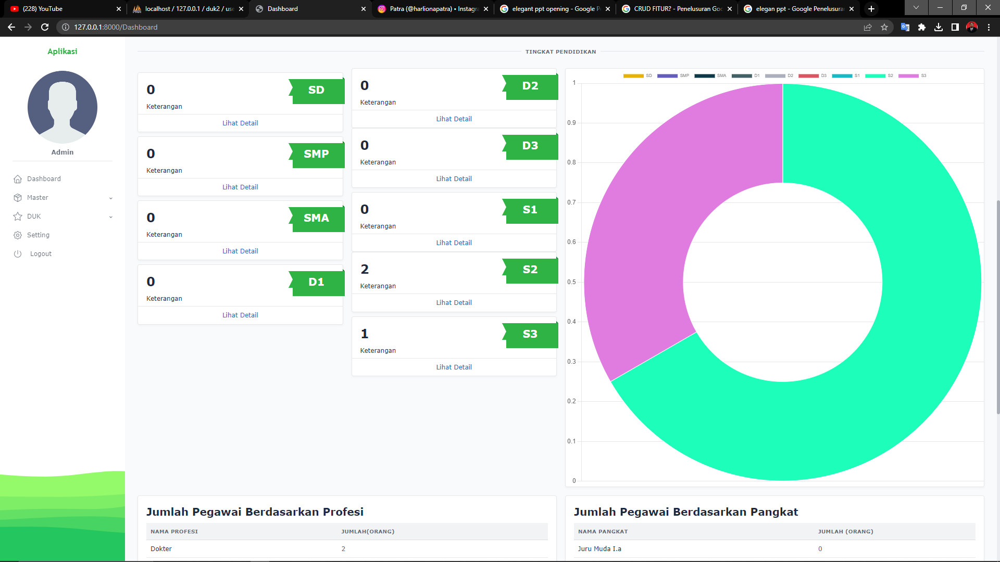 (228) YouTube
localhost / 127.0.0.1 / duk2 / use
Dashboard
Patra (@harlionapatra) • Instagra
elegant ppt opening - Google P
CRUD FITUR? - Penelusuran Goo
elegan ppt - Google Penelusuran
127.0.0.1:8000/Dashboard
Aplikasi
Admin
Dashboard
Master
DUK
Setting
Logout
TINGKAT PENDIDIKAN
0
SD
Keterangan
Lihat Detail
0
SMP
Keterangan
Lihat Detail
0
SMA
Keterangan
Lihat Detail
0
D1
Keterangan
Lihat Detail
0
D2
Keterangan
Lihat Detail
0
D3
Keterangan
Lihat Detail
0
S1
Keterangan
Lihat Detail
2
S2
Keterangan
Lihat Detail
1
S3
Keterangan
Lihat Detail
SD SMP SMA D1 D2 D3 S1 S2 S3
1
0.9
0.8
0.7
0.6
0.5
0.4
0.3
0.2
0.1
0
Jumlah Pegawai Berdasarkan Profesi
NAMA PROFESI JUMLAH(ORANG)
Dokter 2
Jumlah Pegawai Berdasarkan Pangkat
NAMA PANGKAT JUMLAH (ORANG)
Juru Muda I.a 0